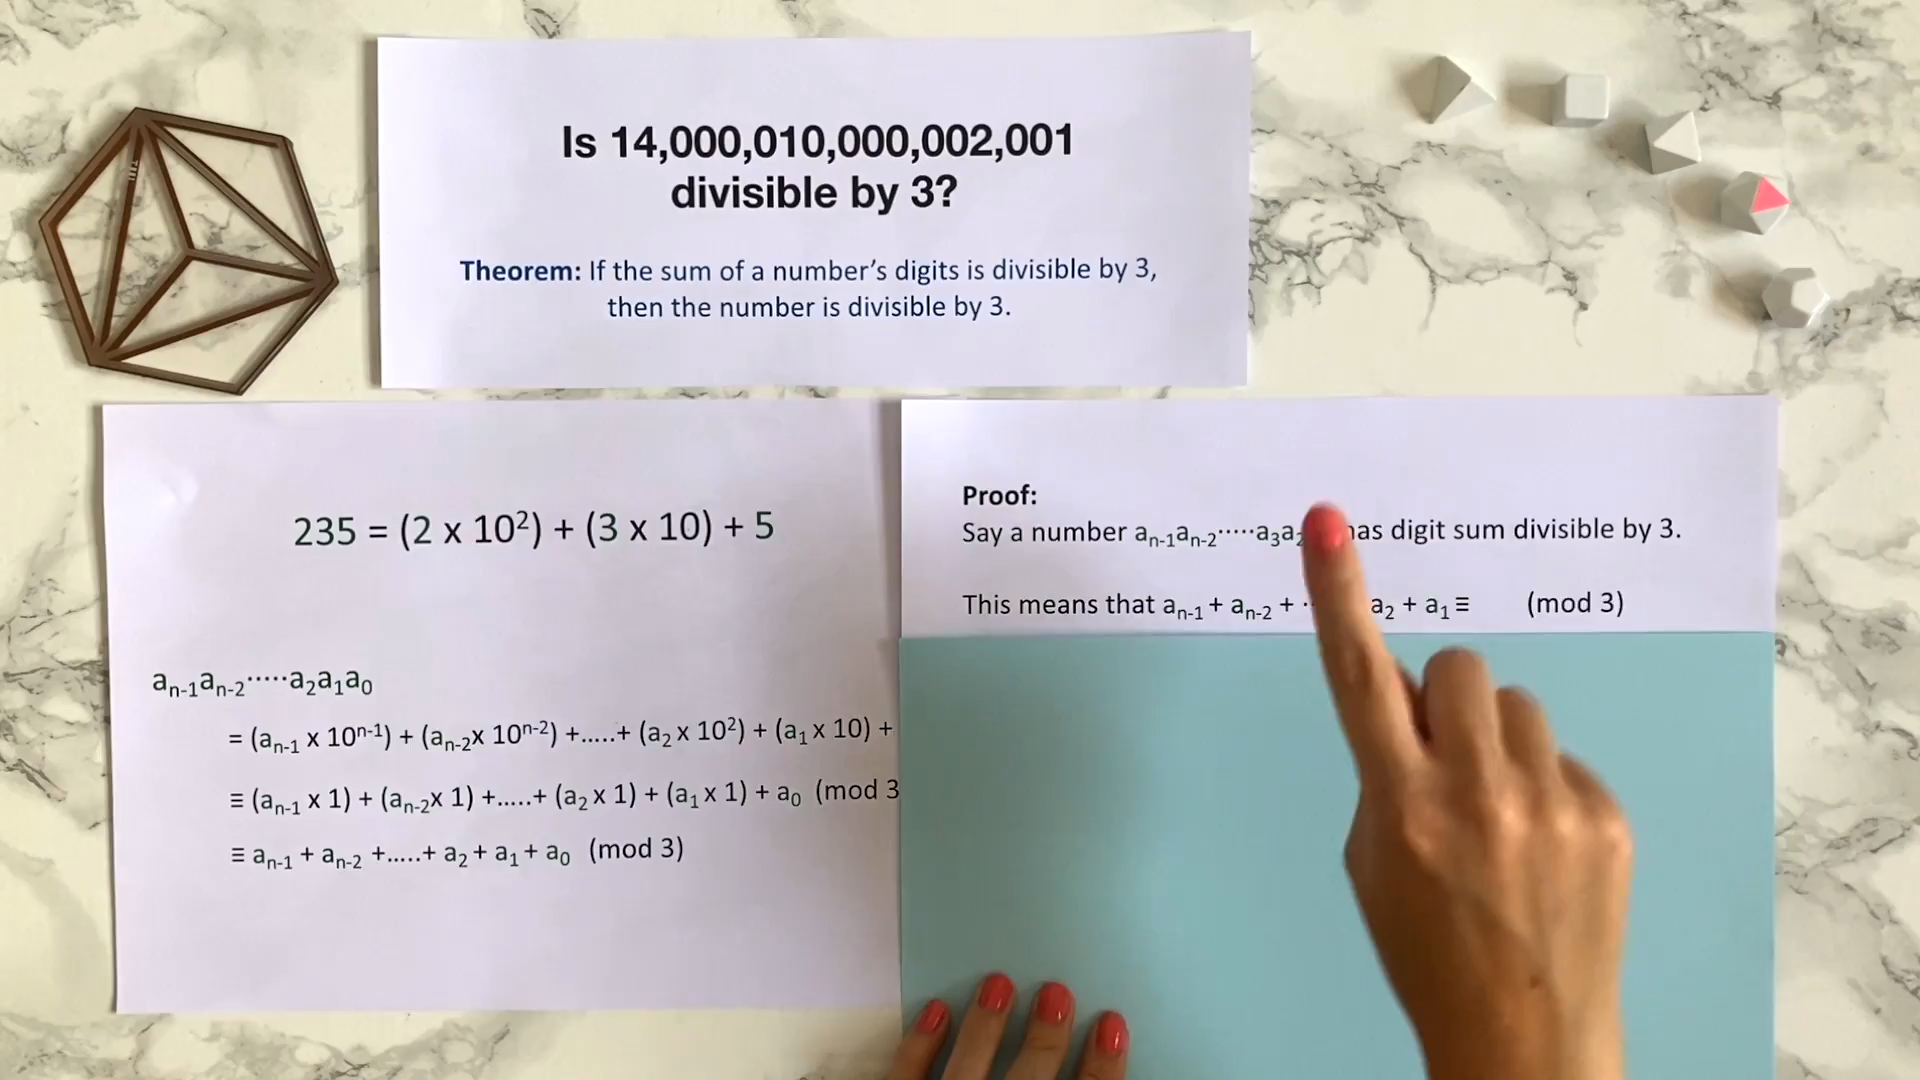 Is 14,000,010,000,002,001
divisible by 3?
Theorem: If the sum of a number’s digits is divisible by 3,
then the number is divisible by 3.
235 = (2 x 10²) + (3 x 10) + 5
aₙ₋₁aₙ₋₂·····a₂a₁a₀
= (aₙ₋₁ x 10ⁿ⁻¹) + (aₙ₋₂x 10ⁿ⁻²) +.....+ (a₂ x 10²) + (a₁ x 10) +
≡ (aₙ₋₁ x 1) + (aₙ₋₂x 1) +.....+ (a₂ x 1) + (a₁ x 1) + a₀ (mod 3
≡ aₙ₋₁ + aₙ₋₂ +.....+ a₂ + a₁ + a₀ (mod 3)
Proof:
Say a number aₙ₋₁aₙ₋₂·····a₃a₂ has digit sum divisible by 3.
This means that aₙ₋₁ + aₙ₋₂ + ·· a₂ + a₁ ≡ (mod 3)